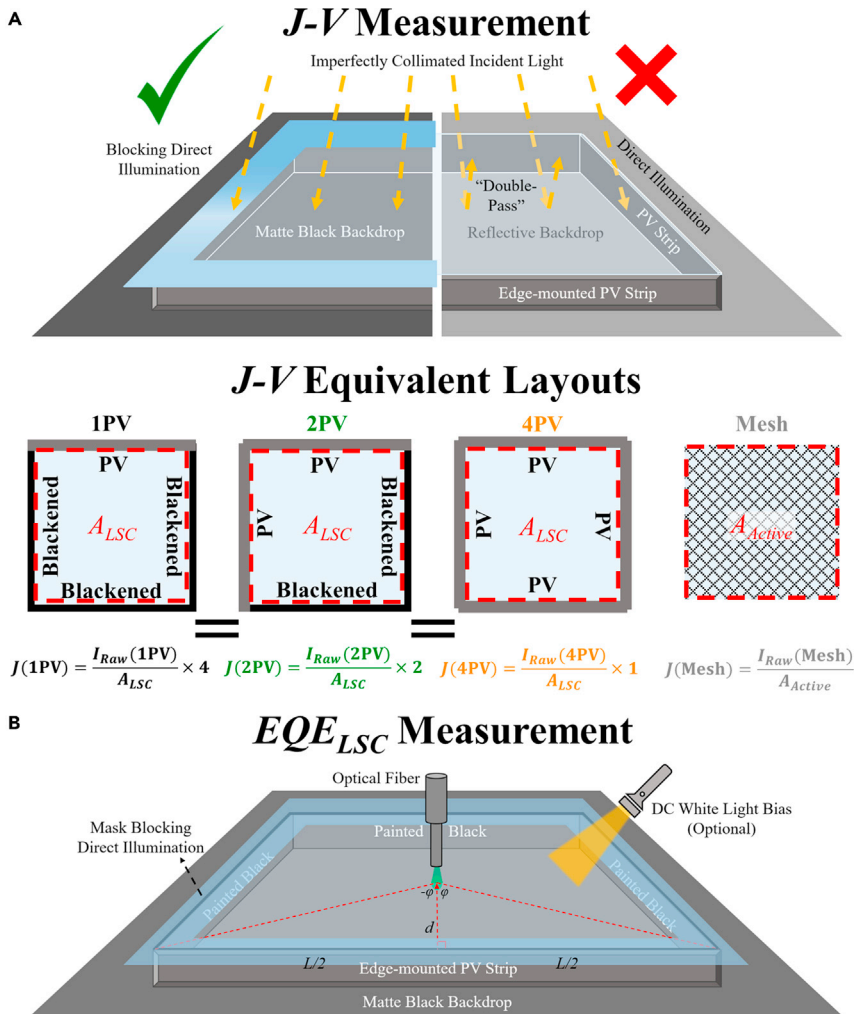 A
J-V Measurement
Imperfectly Collimated Incident Light
Blocking Direct
Illumination
Direct Illumination
"Double-
Pass"
PV Strip
Matte Black Backdrop
Reflective Backdrop
Edge-mounted PV Strip
J-V Equivalent Layouts
1PV
2PV
4PV
Mesh
PV
Blackened
Blackened
A_LSC
Blackened
PV
PV
Blackened
A_LSC
Blackened
PV
PV
PV
A_LSC
PV
A_Active
=
=
J(1PV) = I_Raw(1PV) / A_LSC × 4
J(2PV) = I_Raw(2PV) / A_LSC × 2
J(4PV) = I_Raw(4PV) / A_LSC × 1
J(Mesh) = I_Raw(Mesh) / A_Active
B
EQE_LSC Measurement
Optical Fiber
DC White Light Bias
(Optional)
Mask Blocking
Direct Illumination
Painted Black
Painted Black
Painted Black
-φ φ
d
L/2
L/2
Edge-mounted PV Strip
Matte Black Backdrop